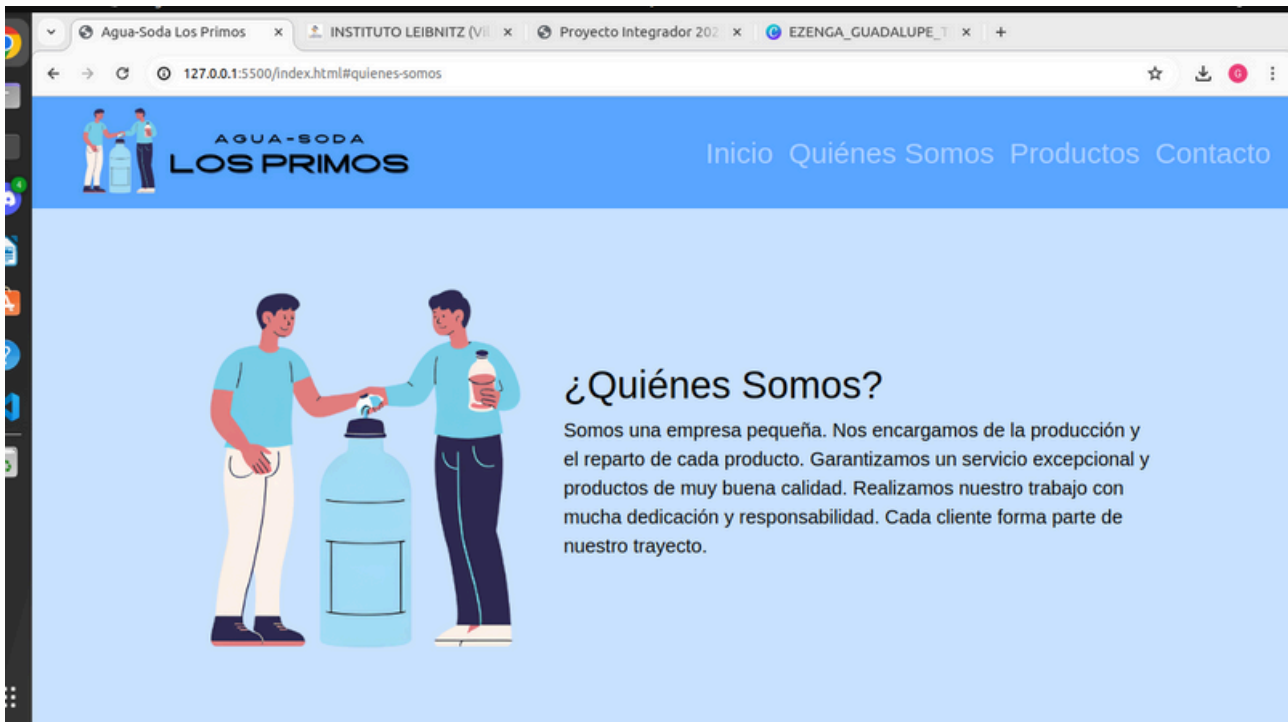 Agua-Soda Los Primos
INSTITUTO LEIBNITZ
Proyecto Integrador 202
EZENGA_GUADALUPE_T
127.0.0.1:5500/index.html#quienes-somos
G
4
AGUA-SODA
LOS PRIMOS
Inicio Quiénes Somos Productos Contacto
¿Quiénes Somos?
Somos una empresa pequeña. Nos encargamos de la producción y
el reparto de cada producto. Garantizamos un servicio excepcional y
productos de muy buena calidad. Realizamos nuestro trabajo con
mucha dedicación y responsabilidad. Cada cliente forma parte de
nuestro trayecto.